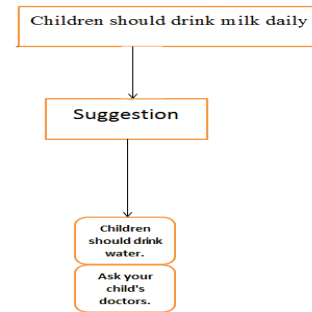 Children should drink milk daily
Suggestion
Children
should drink
water.
Ask your
child's
doctors.